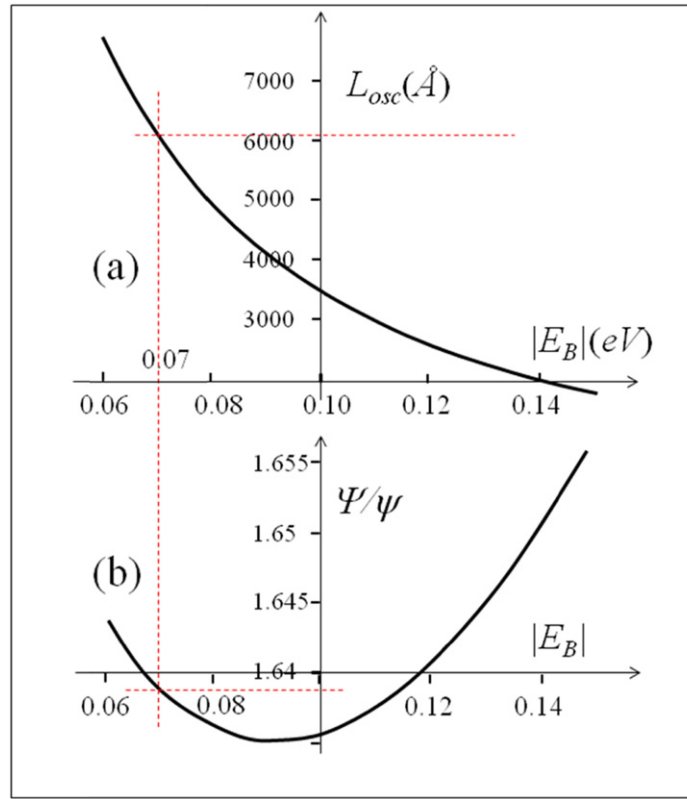 7000 L_osc(Å)
6000
5000
(a) 4000
3000 |E_B|(eV)
0.07
0.06 0.08 0.10 0.12 0.14
1.655
Ψ/ψ
1.65
(b)
1.645
|E_B|
1.64
0.06 0.08 0.12 0.14